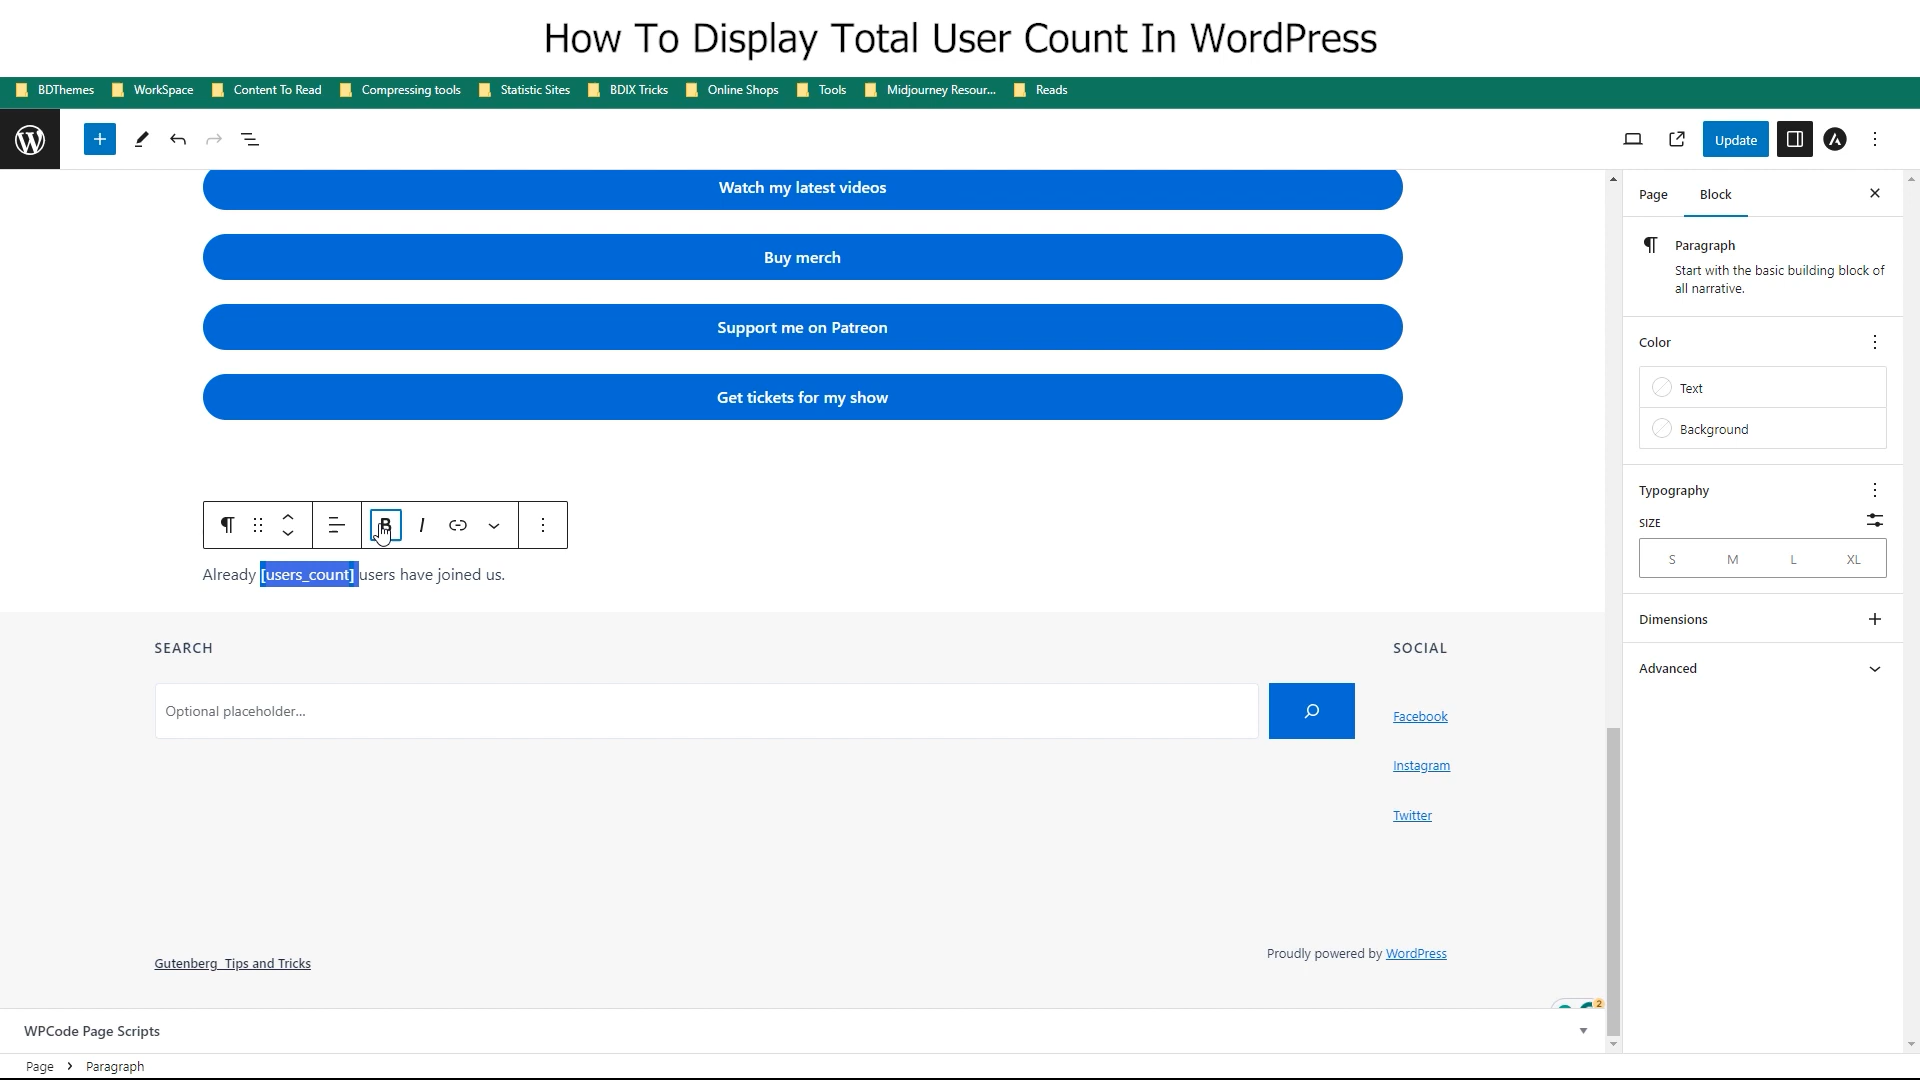 How To Display Total User Count In WordPress
BDThemes WorkSpace Content To Read Compressing tools Statistic Sites BDIX Tricks Online Shops Tools Midjourney Resour... Reads
Update
Watch my latest videos
Buy merch
Support me on Patreon
Get tickets for my show
B I
Already [users_count] users have joined us.
SEARCH
Optional placeholder...
SOCIAL
Facebook
Instagram
Twitter
Gutenberg Tips and Tricks
Proudly powered by WordPress
2
WPCode Page Scripts
Page > Paragraph
Page Block
Paragraph
Start with the basic building block of
all narrative.
Color
Text
Background
Typography
SIZE
S M L XL
Dimensions
Advanced